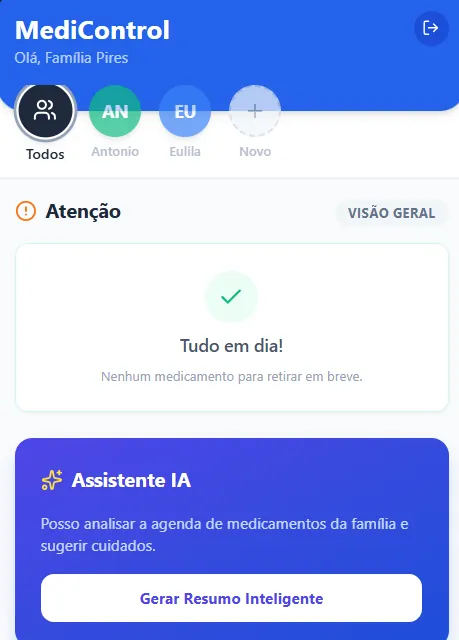 MediControl
Olá, Família Pires
AN
EU
Todos
Antonio
Eulila
Novo
Atenção
VISÃO GERAL
Tudo em dia!
Nenhum medicamento para retirar em breve.
Assistente IA
Posso analisar a agenda de medicamentos da família e
sugerir cuidados.
Gerar Resumo Inteligente